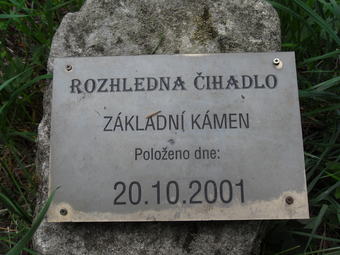 ROZHLEDNA ČIHADLO
ZÁKLADNÍ KÁMEN
Položeno dne:
20.10.2001